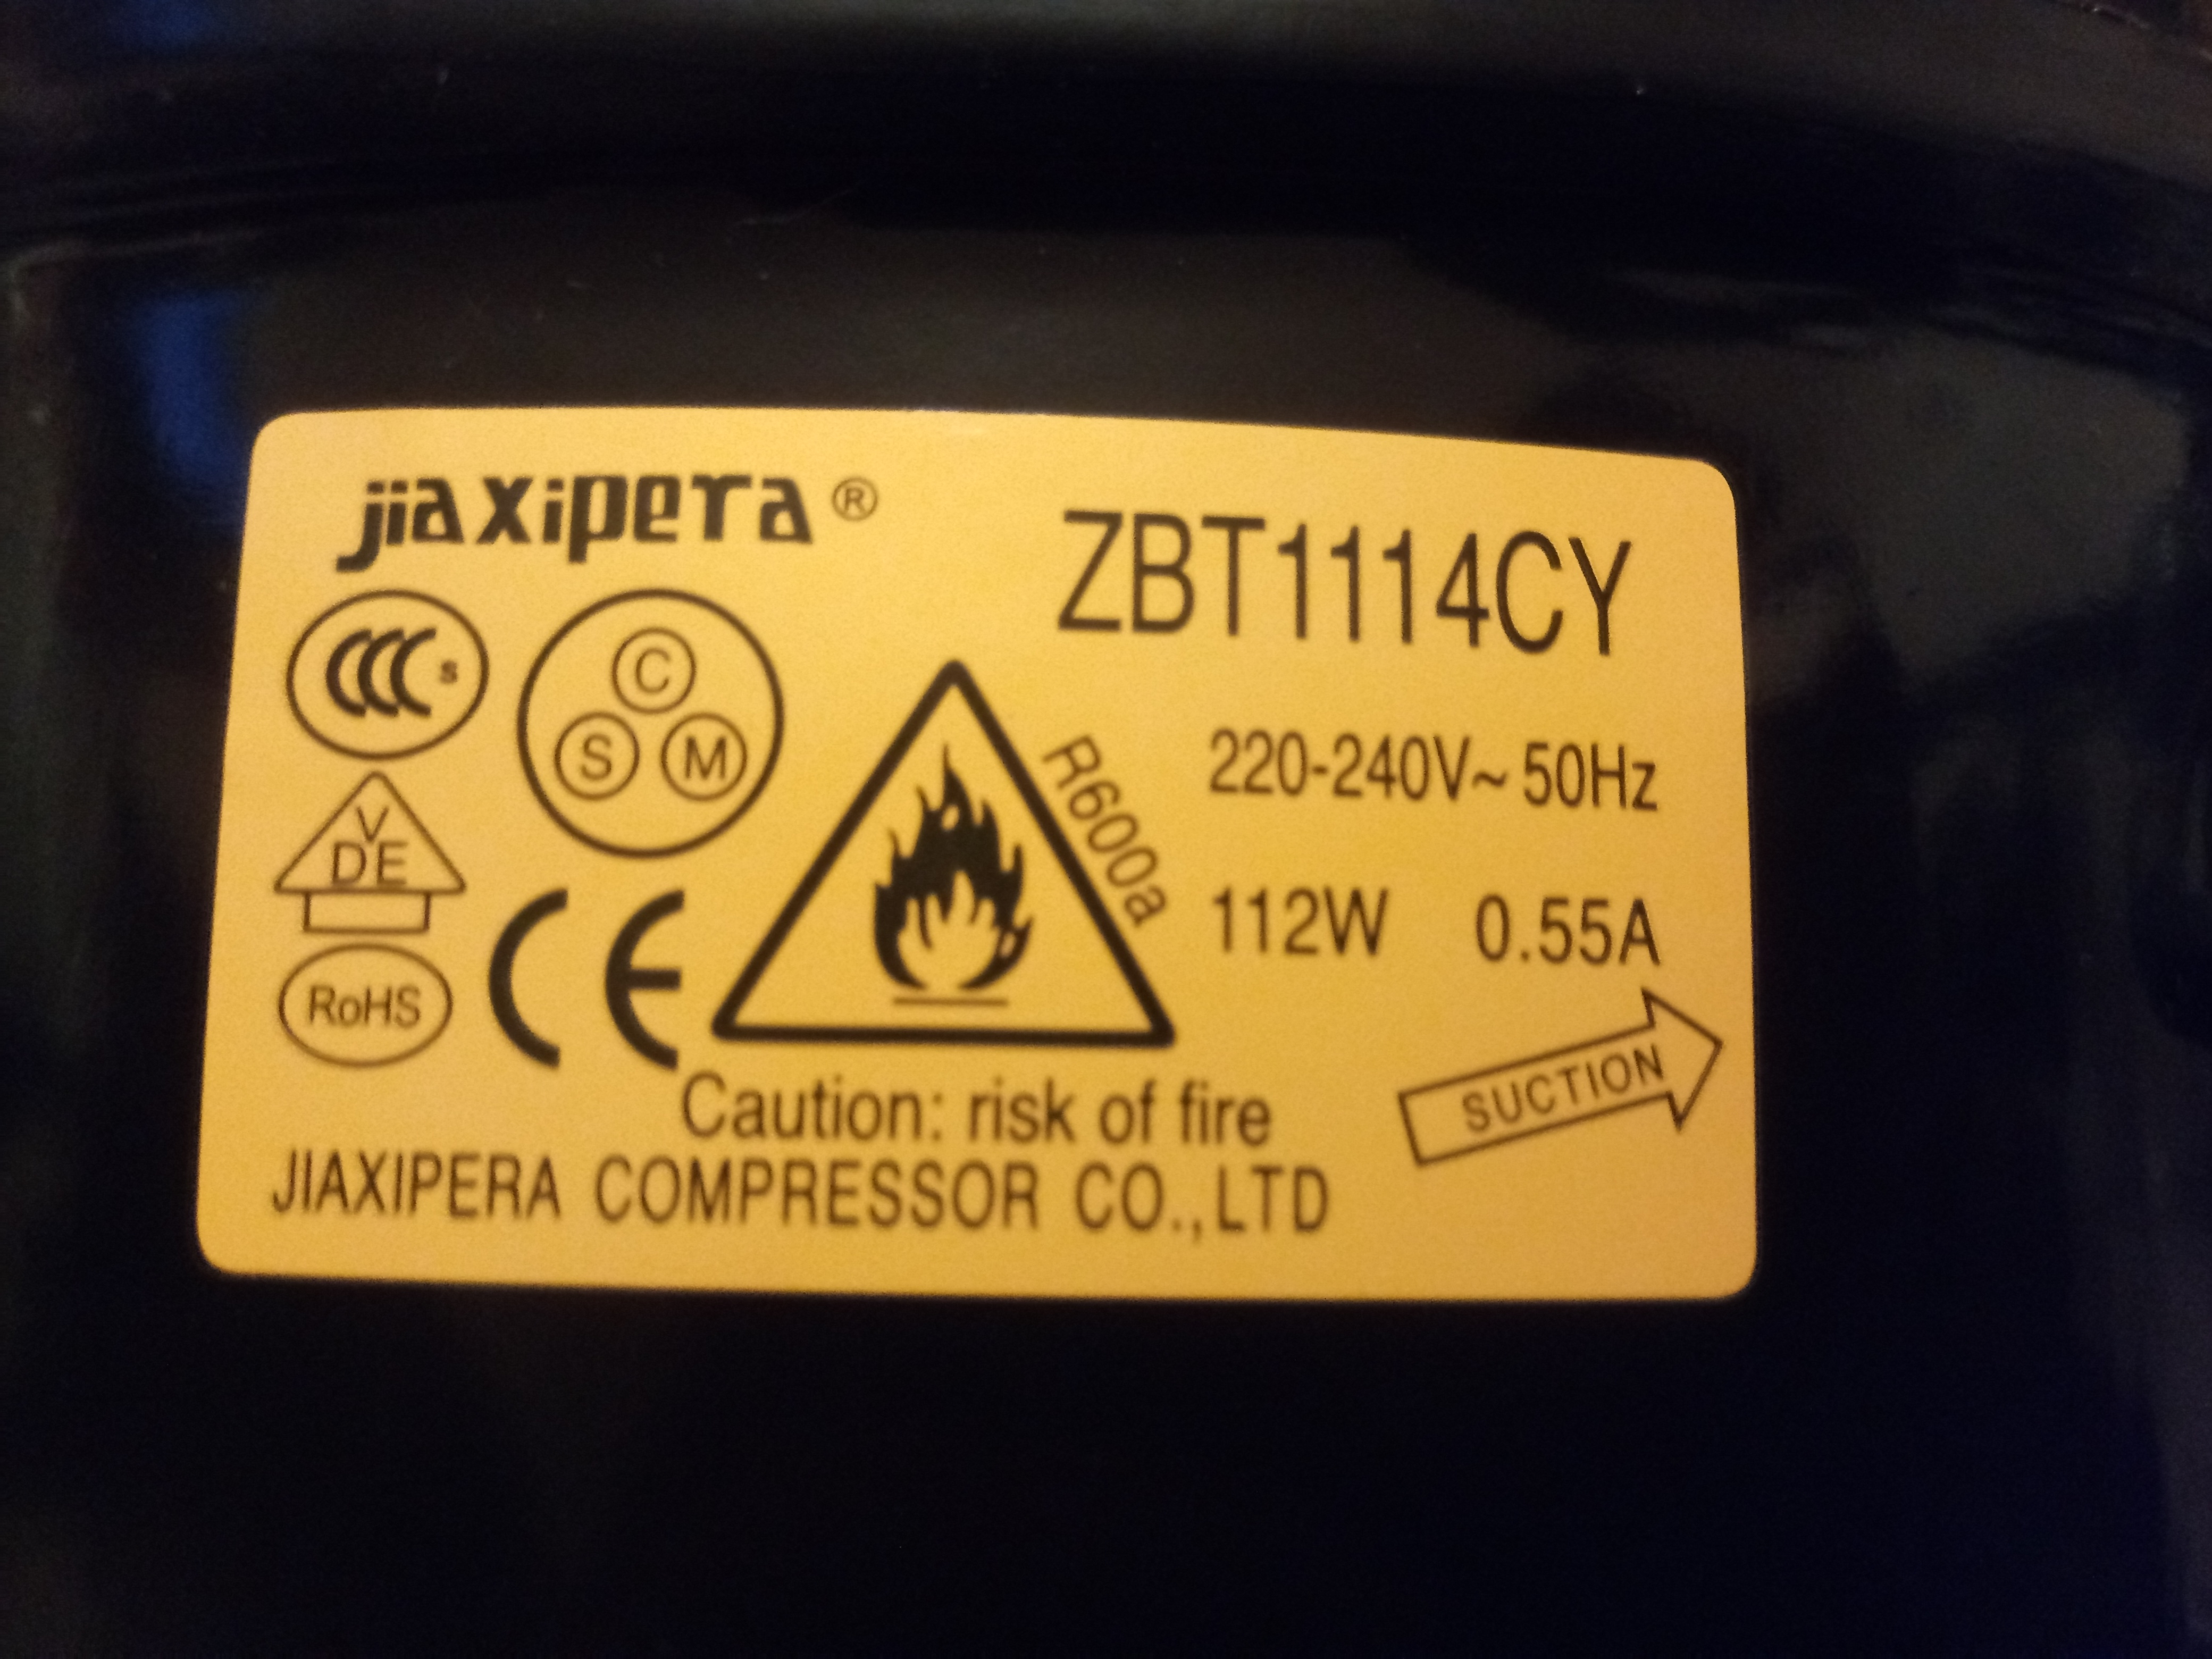 jiaxipera®
ZBT1114CY
CCC S
C
S M
V
DE
RoHS
CE
R600a
220-240V~ 50Hz
112W 0.55A
SUCTION
Caution: risk of fire
JIAXIPERA COMPRESSOR CO.,LTD